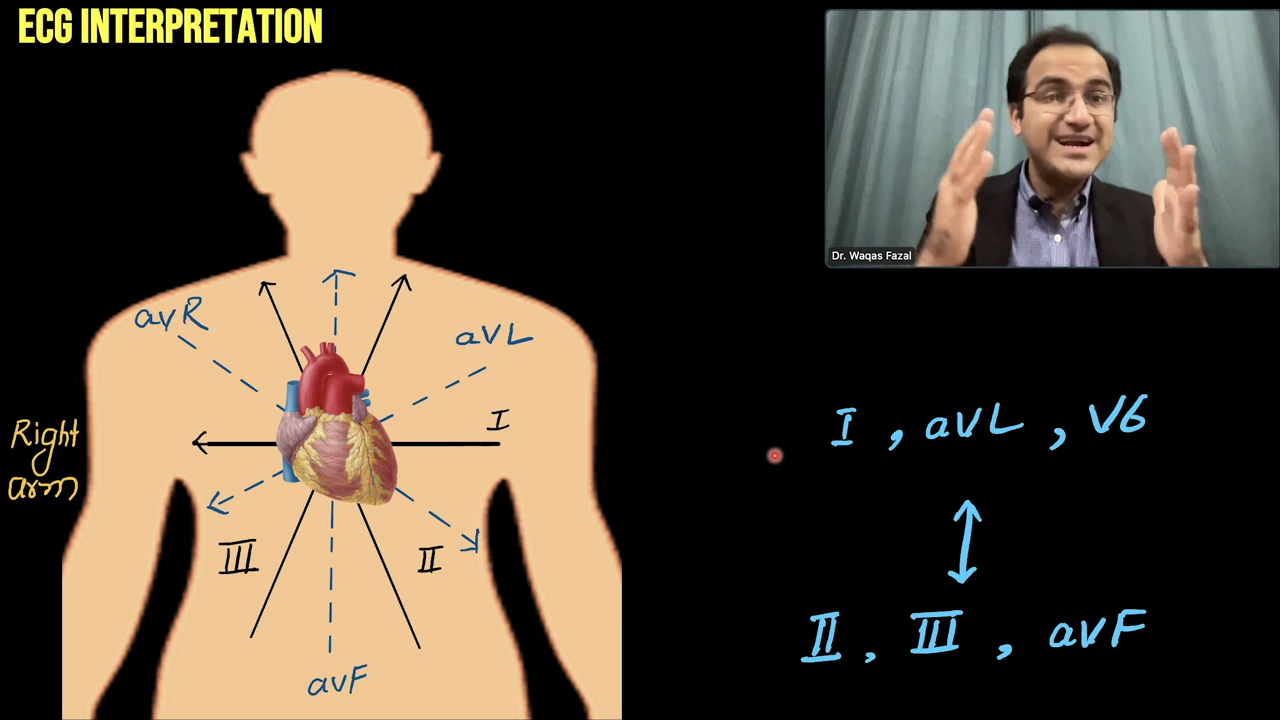 ECG INTERPRETATION
Dr. Waqas Fazal
avR
aVL
I
Right
arm
III
II
avF
I, aVL, V6
II, III, aVF